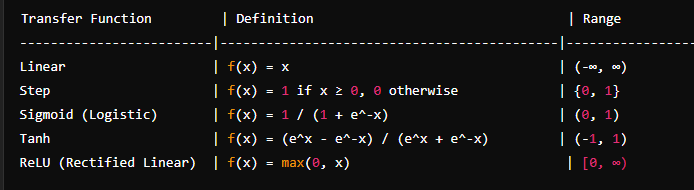 Transfer Function | Definition | Range
------------------------|------------------------------------------|----------------
Linear | f(x) = x | (-∞, ∞)
Step | f(x) = 1 if x ≥ 0, 0 otherwise | {0, 1}
Sigmoid (Logistic) | f(x) = 1 / (1 + e^-x) | (0, 1)
Tanh | f(x) = (e^x - e^-x) / (e^x + e^-x) | (-1, 1)
ReLU (Rectified Linear) | f(x) = max(0, x) | [0, ∞)